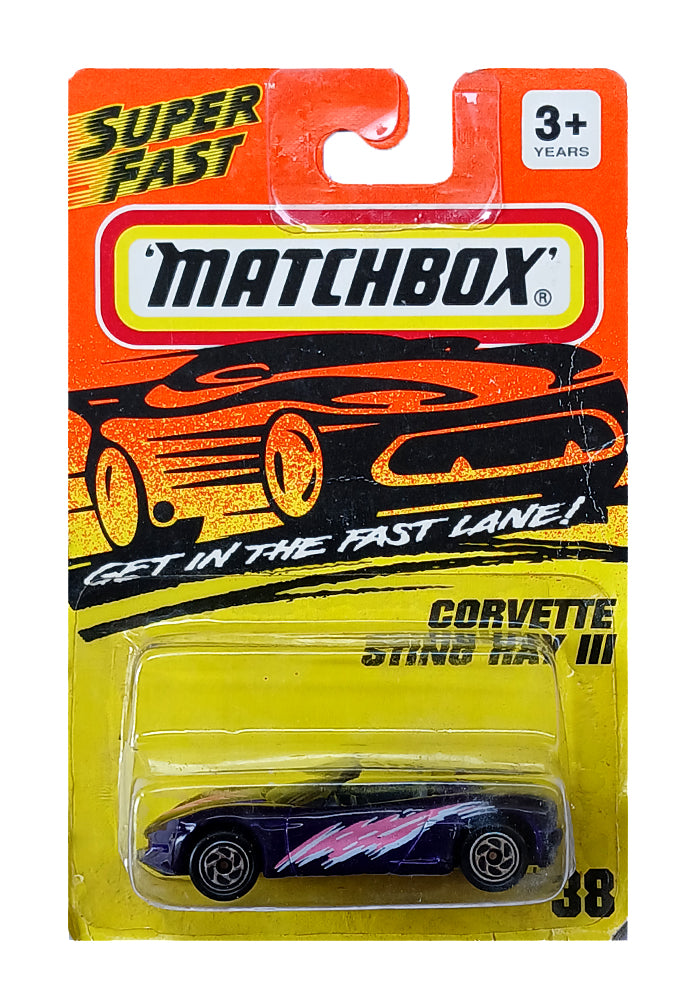 SUPER
FAST
3+
YEARS
'MATCHBOX'®
GET IN THE FAST LANE!
CORVETTE
STING RAY III
38